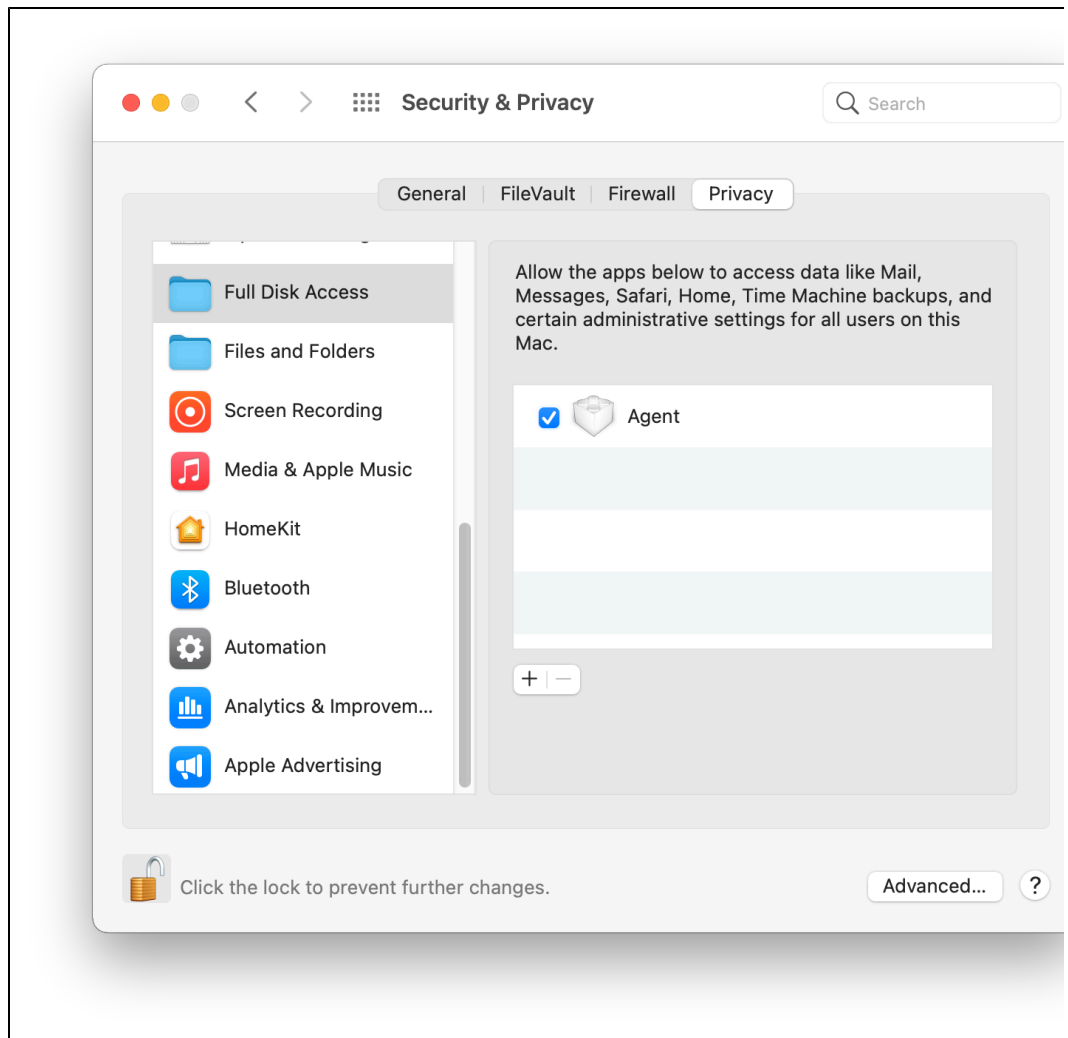 Security & Privacy
Search
General
FileVault
Firewall
Privacy
Full Disk Access
Files and Folders
Screen Recording
Media & Apple Music
HomeKit
Bluetooth
Automation
Analytics & Improvem...
Apple Advertising
Allow the apps below to access data like Mail,
Messages, Safari, Home, Time Machine backups, and
certain administrative settings for all users on this
Mac.
Agent
Click the lock to prevent further changes.
Advanced...
?